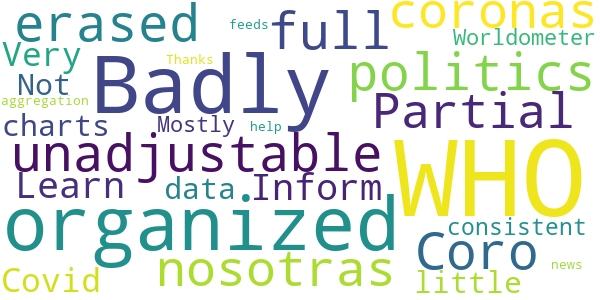 erased
feeds
full
coronas
Worldometer
Very
Thanks
Badly
politics
Not
aggregation
Partial
charts
Mostly
help
unadjustable
WHO
Learn
data
Inform
organized
consistent
Coro
nosotras
Covid
little
news